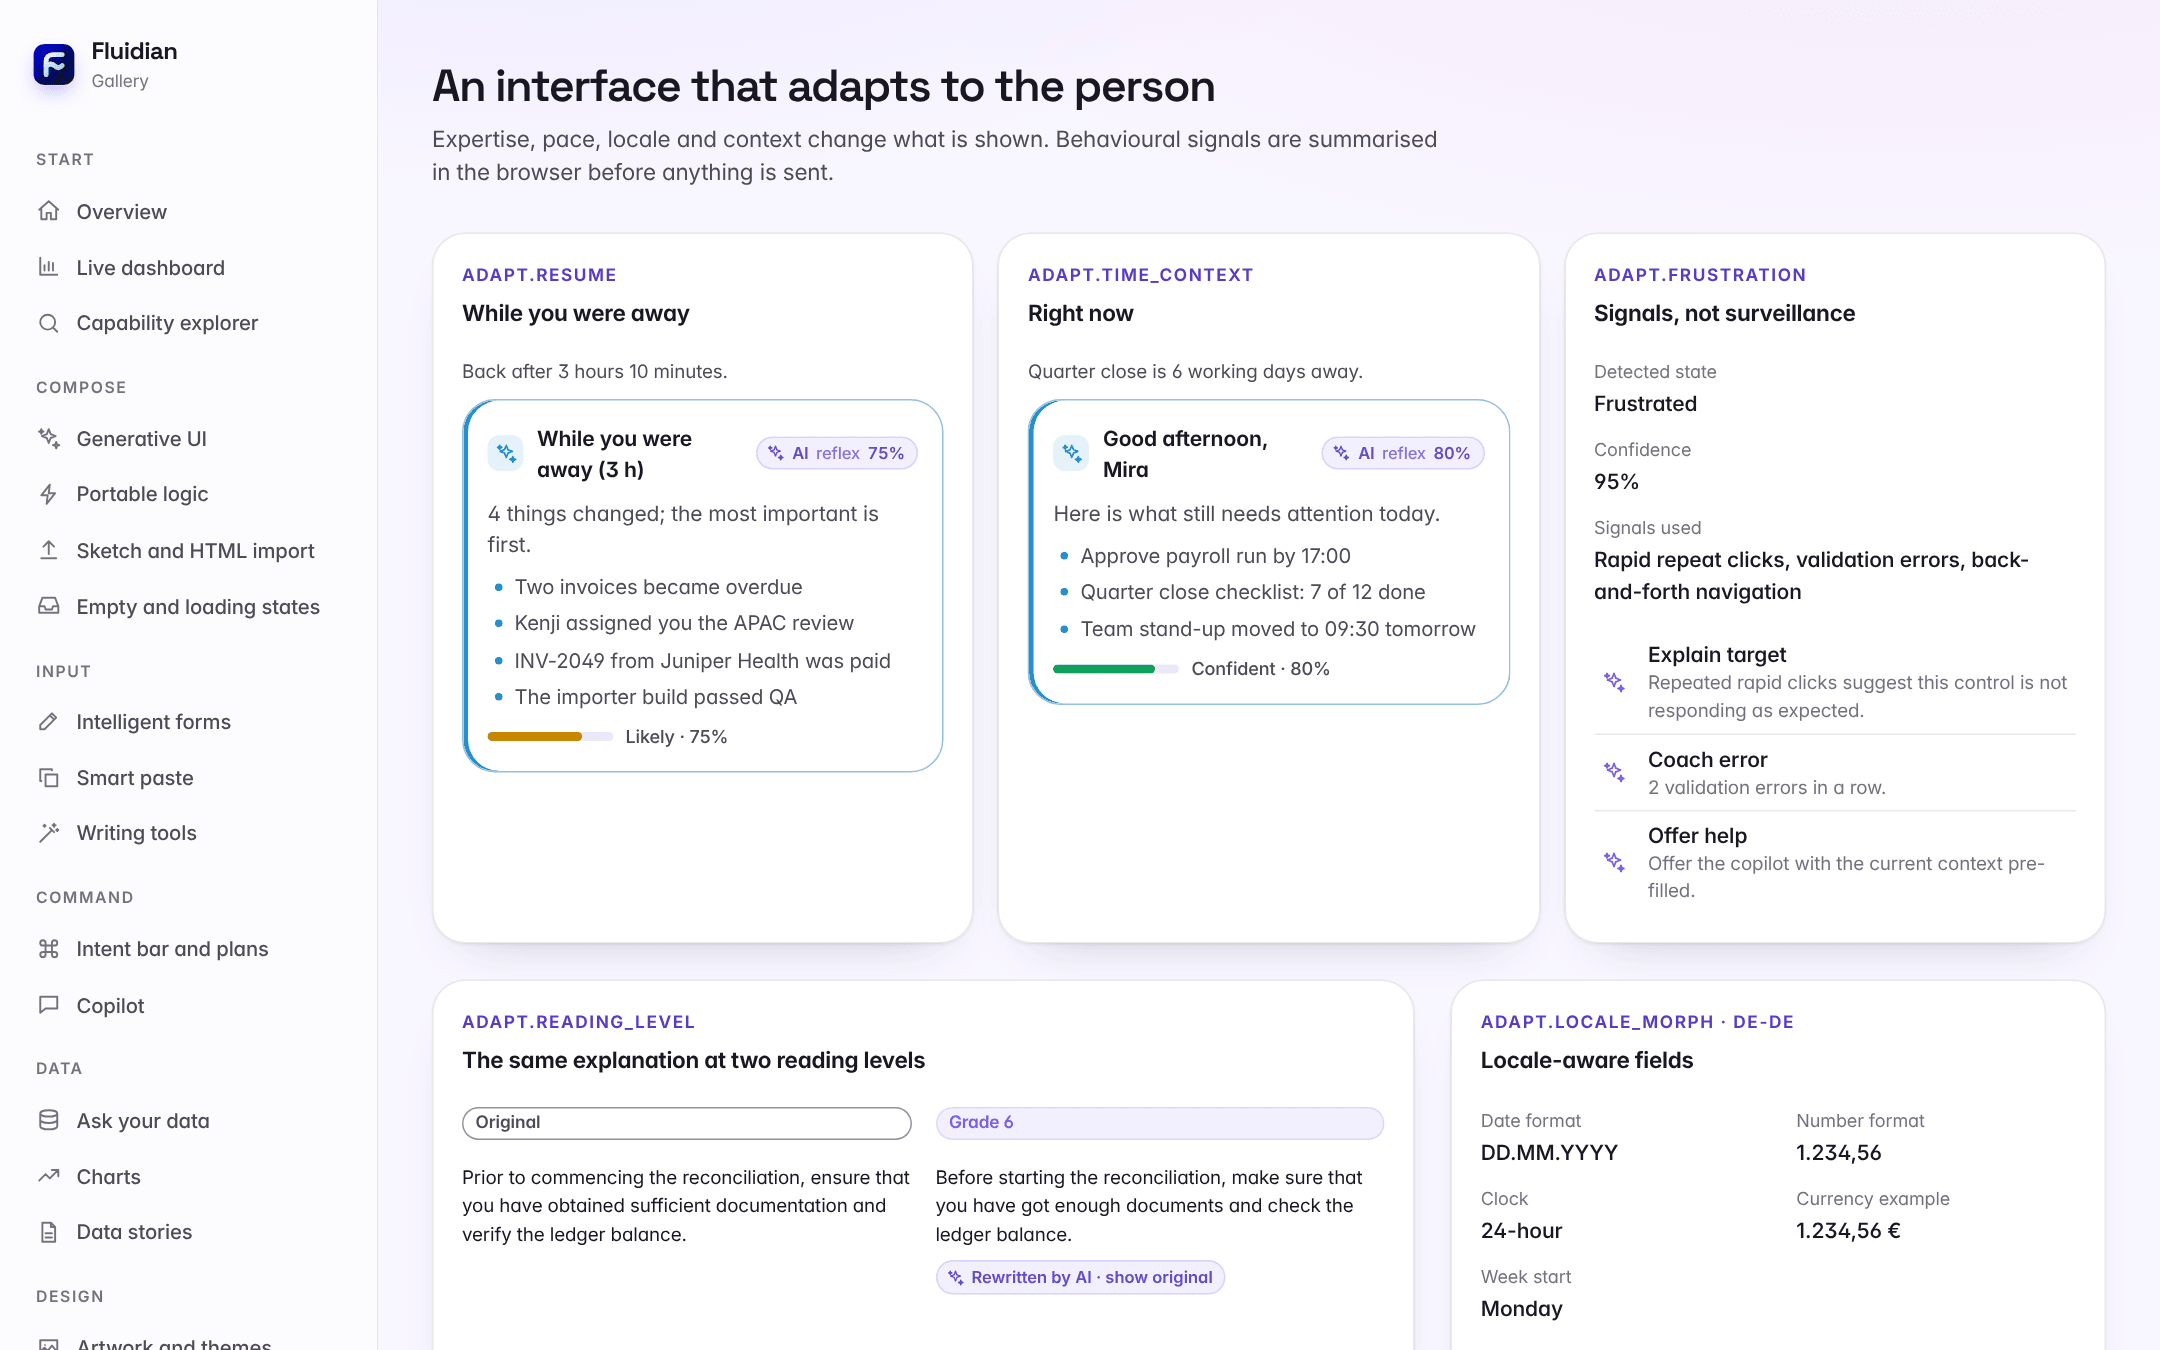 Fluidian
Gallery
START
Overview
Live dashboard
Capability explorer
COMPOSE
Generative UI
Portable logic
Sketch and HTML import
Empty and loading states
INPUT
Intelligent forms
Smart paste
Writing tools
COMMAND
Intent bar and plans
Copilot
DATA
Ask your data
Charts
Data stories
DESIGN
Artwork and themes
An interface that adapts to the person
Expertise, pace, locale and context change what is shown. Behavioural signals are summarised
in the browser before anything is sent.
ADAPT.RESUME
While you were away
Back after 3 hours 10 minutes.
While you were
away (3 h)
AI reflex 75%
4 things changed; the most important is
first.
Two invoices became overdue
Kenji assigned you the APAC review
INV-2049 from Juniper Health was paid
The importer build passed QA
Likely · 75%
ADAPT.TIME_CONTEXT
Right now
Quarter close is 6 working days away.
Good afternoon,
Mira
AI reflex 80%
Here is what still needs attention today.
Approve payroll run by 17:00
Quarter close checklist: 7 of 12 done
Team stand-up moved to 09:30 tomorrow
Confident · 80%
ADAPT.FRUSTRATION
Signals, not surveillance
Detected state
Frustrated
Confidence
95%
Signals used
Rapid repeat clicks, validation errors, back-
and-forth navigation
Explain target
Repeated rapid clicks suggest this control is not
responding as expected.
Coach error
2 validation errors in a row.
Offer help
Offer the copilot with the current context pre-
filled.
ADAPT.READING_LEVEL
The same explanation at two reading levels
Original
Prior to commencing the reconciliation, ensure that
you have obtained sufficient documentation and
verify the ledger balance.
Grade 6
Before starting the reconciliation, make sure that
you have got enough documents and check the
ledger balance.
Rewritten by AI · show original
ADAPT.LOCALE_MORPH · DE-DE
Locale-aware fields
Date format
DD.MM.YYYY
Number format
1.234,56
Clock
24-hour
Currency example
1.234,56 €
Week start
Monday